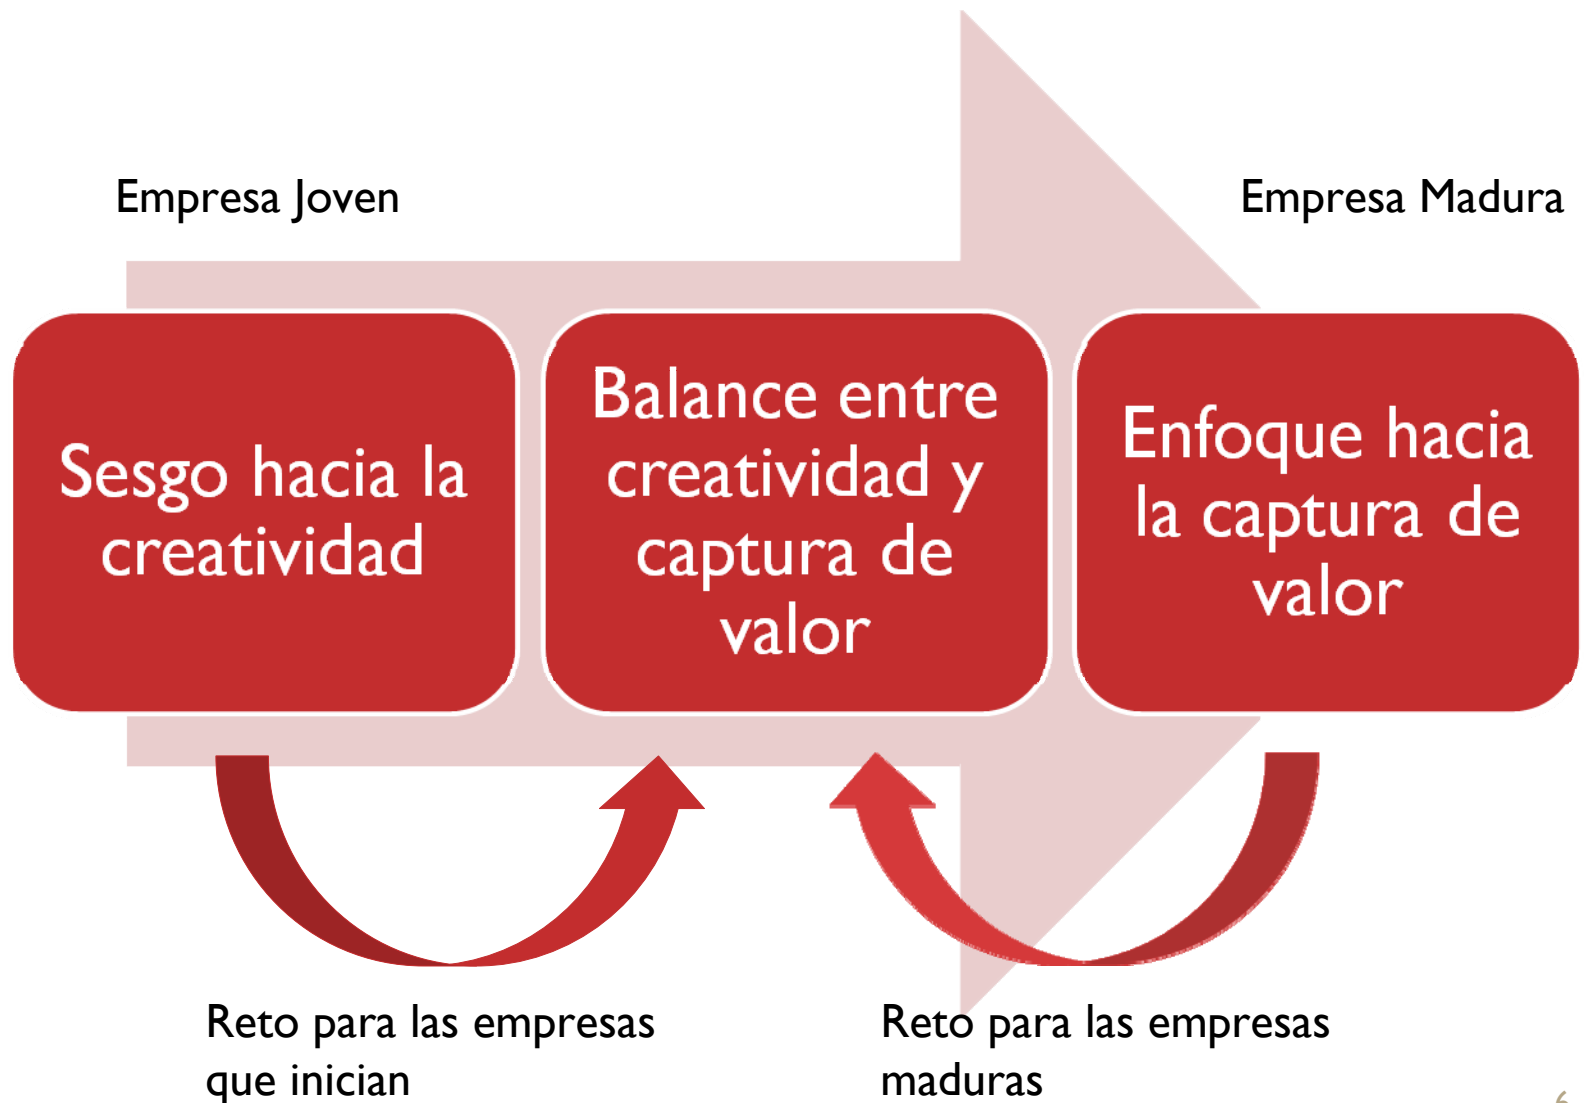 Empresa Joven
Empresa Madura
Sesgo hacia la
creatividad
Balance entre
creatividad y
captura de
valor
Enfoque hacia
la captura de
valor
Reto para las empresas
que inician
Reto para las empresas
maduras
6